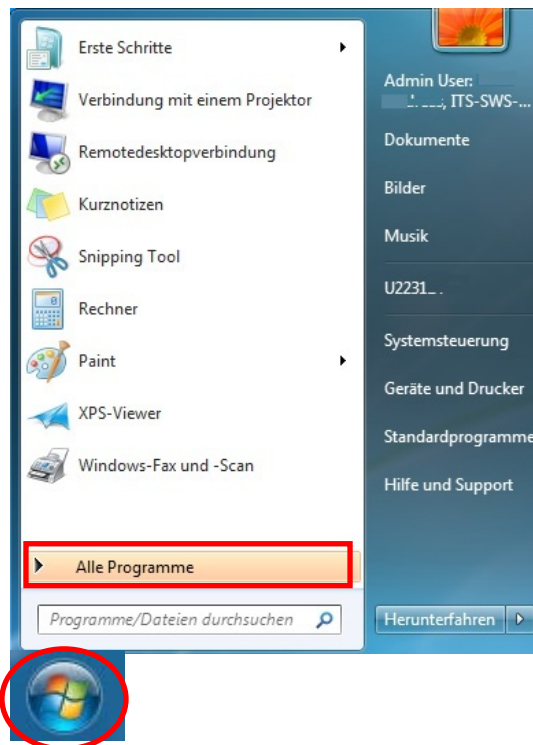 Erste Schritte
Verbindung mit einem Projektor
Remotedesktopverbindung
Kurznotizen
Snipping Tool
Rechner
Paint
XPS-Viewer
Windows-Fax und -Scan
Alle Programme
Programme/Dateien durchsuchen
Admin User:
, ITS-SWS-...
Dokumente
Bilder
Musik
U2231
Systemsteuerung
Geräte und Drucker
Standardprogramme
Hilfe und Support
Herunterfahren